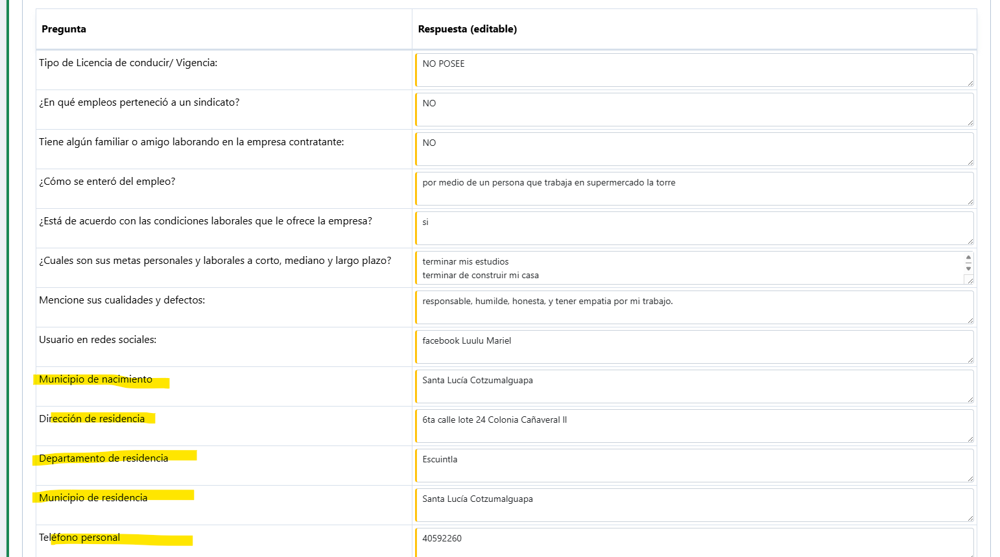 Pregunta
Respuesta (editable)
Tipo de Licencia de conducir/ Vigencia:
NO POSEE
¿En qué empleos perteneció a un sindicato?
NO
Tiene algún familiar o amigo laborando en la empresa contratante:
NO
¿Cómo se enteró del empleo?
por medio de un persona que trabaja en supermercado la torre
¿Está de acuerdo con las condiciones laborales que le ofrece la empresa?
si
¿Cuales son sus metas personales y laborales a corto, mediano y largo plazo?
terminar mis estudios
terminar de construir mi casa
Mencione sus cualidades y defectos:
responsable, humilde, honesta, y tener empatia por mi trabajo.
Usuario en redes sociales:
facebook Luulu Mariel
Municipio de nacimiento
Santa Lucía Cotzumalguapa
Dirección de residencia
6ta calle lote 24 Colonia Cañaveral II
Departamento de residencia
Escuintla
Municipio de residencia
Santa Lucía Cotzumalguapa
Teléfono personal
40592260